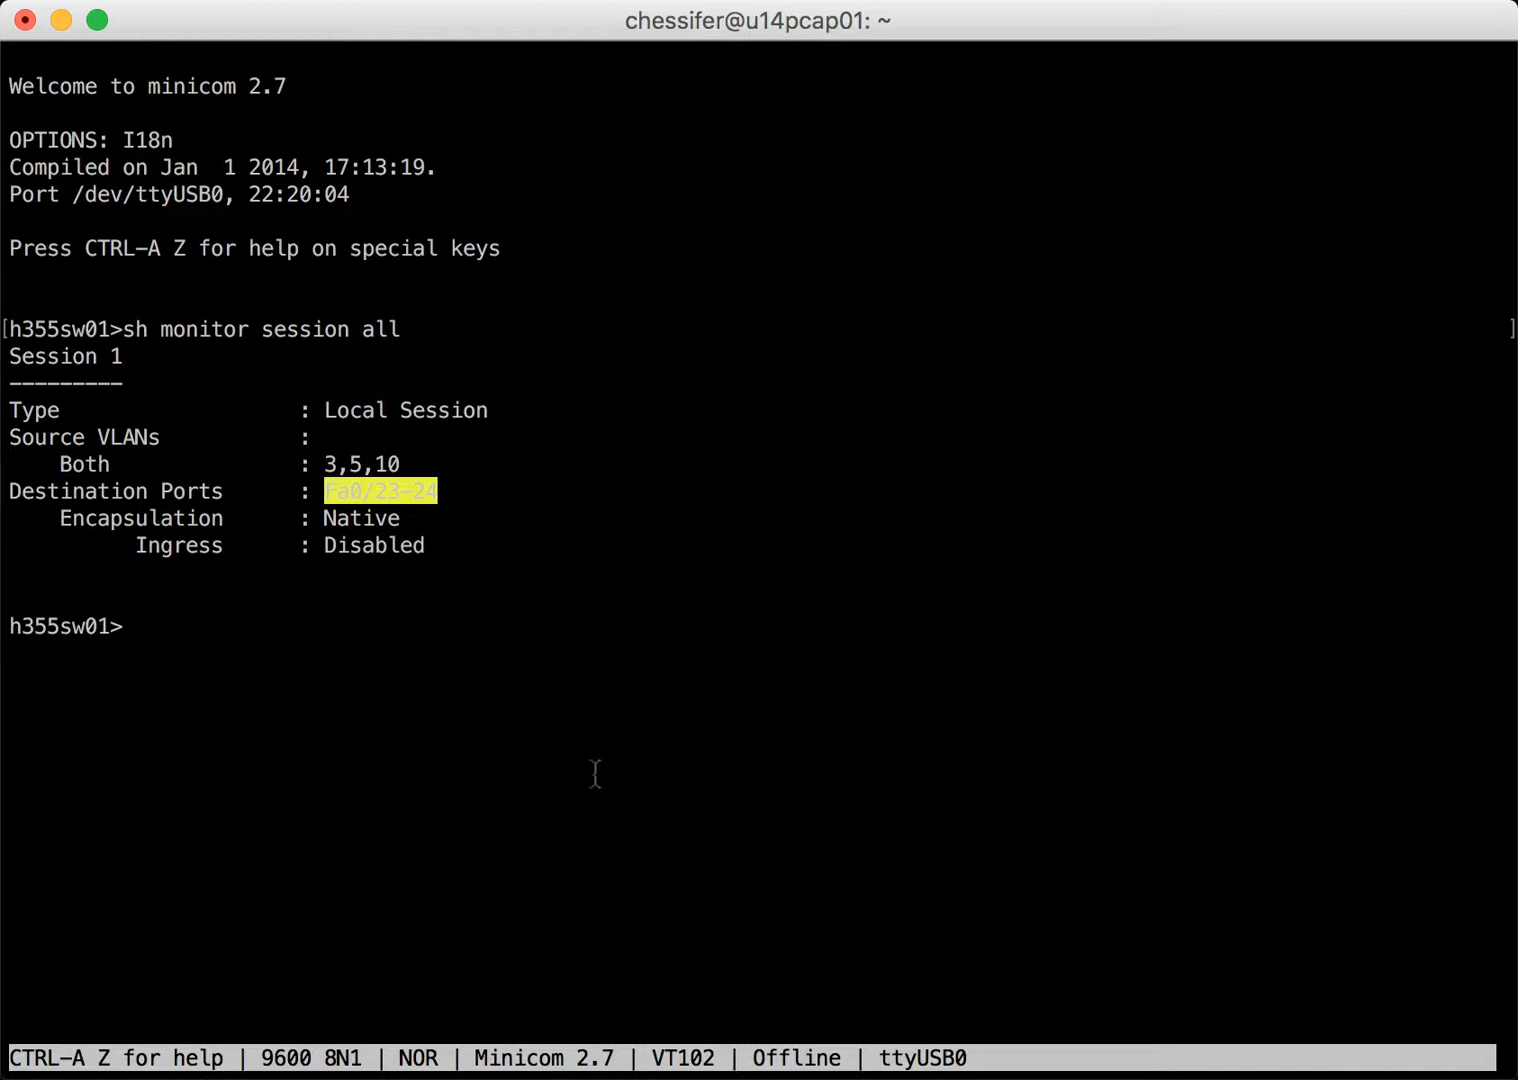 chessifer@u14pcap01: ~
Welcome to minicom 2.7
OPTIONS: I18n
Compiled on Jan  1 2014, 17:13:19.
Port /dev/ttyUSB0, 22:20:04
Press CTRL-A Z for help on special keys
[h355sw01>sh monitor session all ]
Session 1
---------
Type                   : Local Session
Source VLANs           :
    Both               : 3,5,10
Destination Ports      : Fa0/23-24
    Encapsulation      : Native
          Ingress      : Disabled
h355sw01>
CTRL-A Z for help | 9600 8N1 | NOR | Minicom 2.7 | VT102 | Offline | ttyUSB0